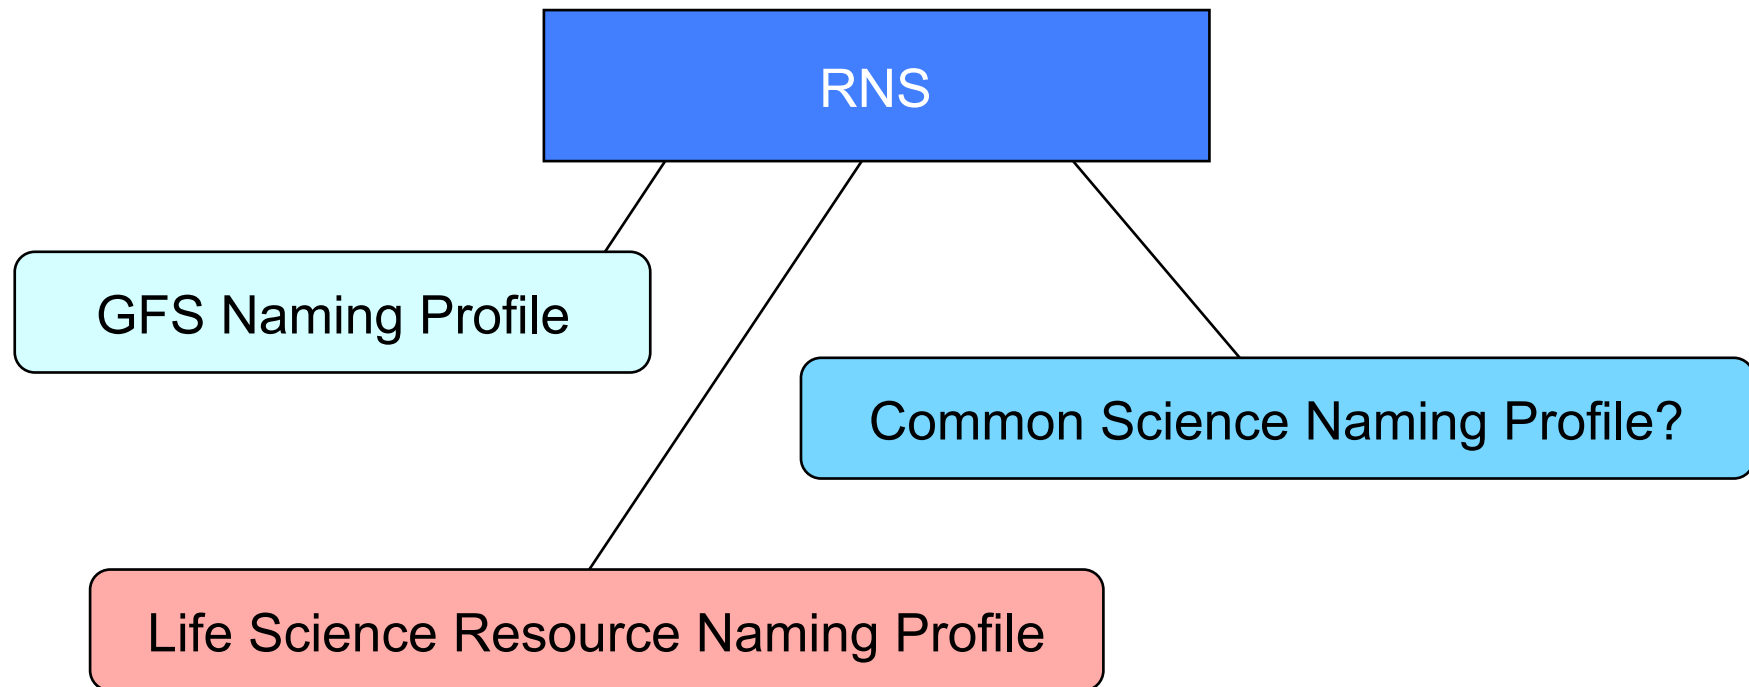 RNS
GFS Naming Profile
Common Science Naming Profile?
Life Science Resource Naming Profile